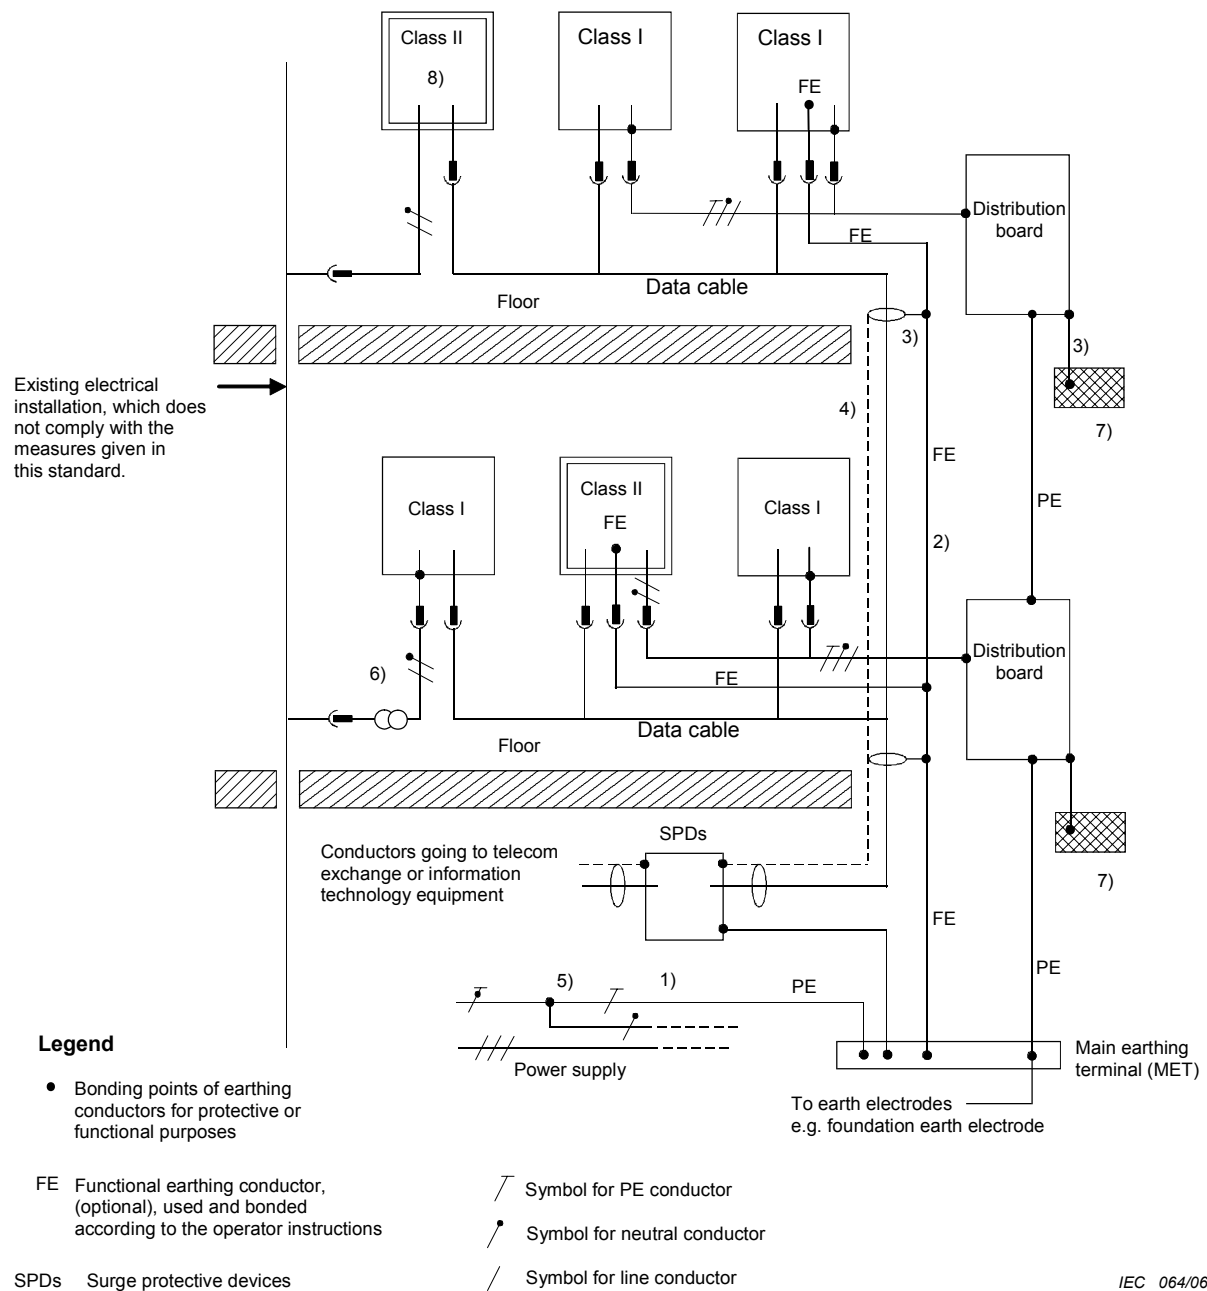 Class II
8)
Class I
Class I
FE
Distribution
board
FE
Data cable
Floor
3)
3)
7)
Existing electrical
installation, which does
not comply with the
measures given in
this standard.
4)
FE
PE
2)
Class I
Class II
FE
Class I
Distribution
board
6)
FE
Data cable
Floor
SPDs
7)
Conductors going to telecom
exchange or information
technology equipment
FE
PE
5)
1)
PE
Power supply
Main earthing
terminal (MET)
To earth electrodes
e.g. foundation earth electrode
Legend
Bonding points of earthing
conductors for protective or
functional purposes
FE Functional earthing conductor,
(optional), used and bonded
according to the operator instructions
SPDs Surge protective devices
Symbol for PE conductor
Symbol for neutral conductor
Symbol for line conductor
IEC 064/06